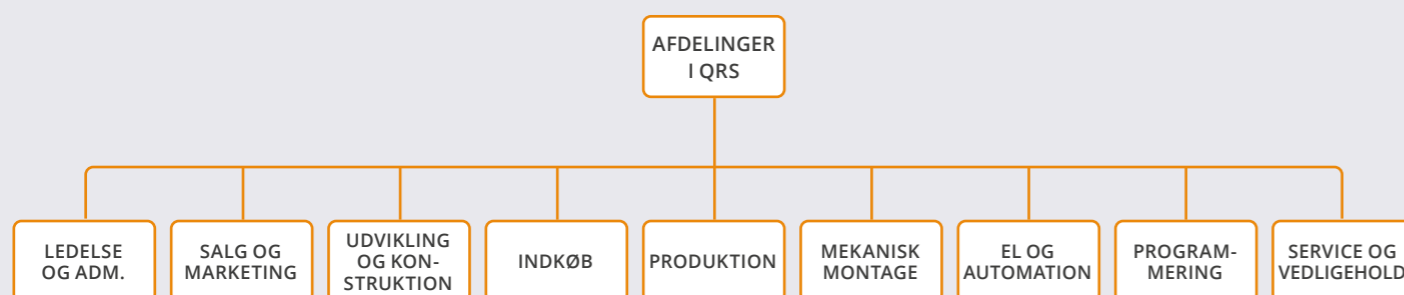 AFDELINGER
I QRS
LEDELSE
OG ADM.
SALG OG
MARKETING
UDVIKLING
OG KON-
STRUKTION
INDKØB
PRODUKTION
MEKANISK
MONTAGE
EL OG
AUTOMATION
PROGRAM-
MERING
SERVICE OG
VEDLIGEHOLD